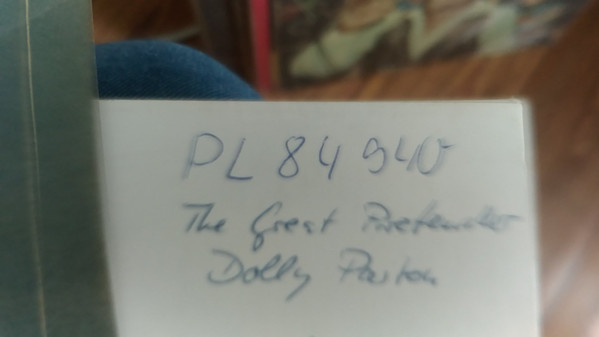 PL 84 940
The Great Pretender
Dolly Parton